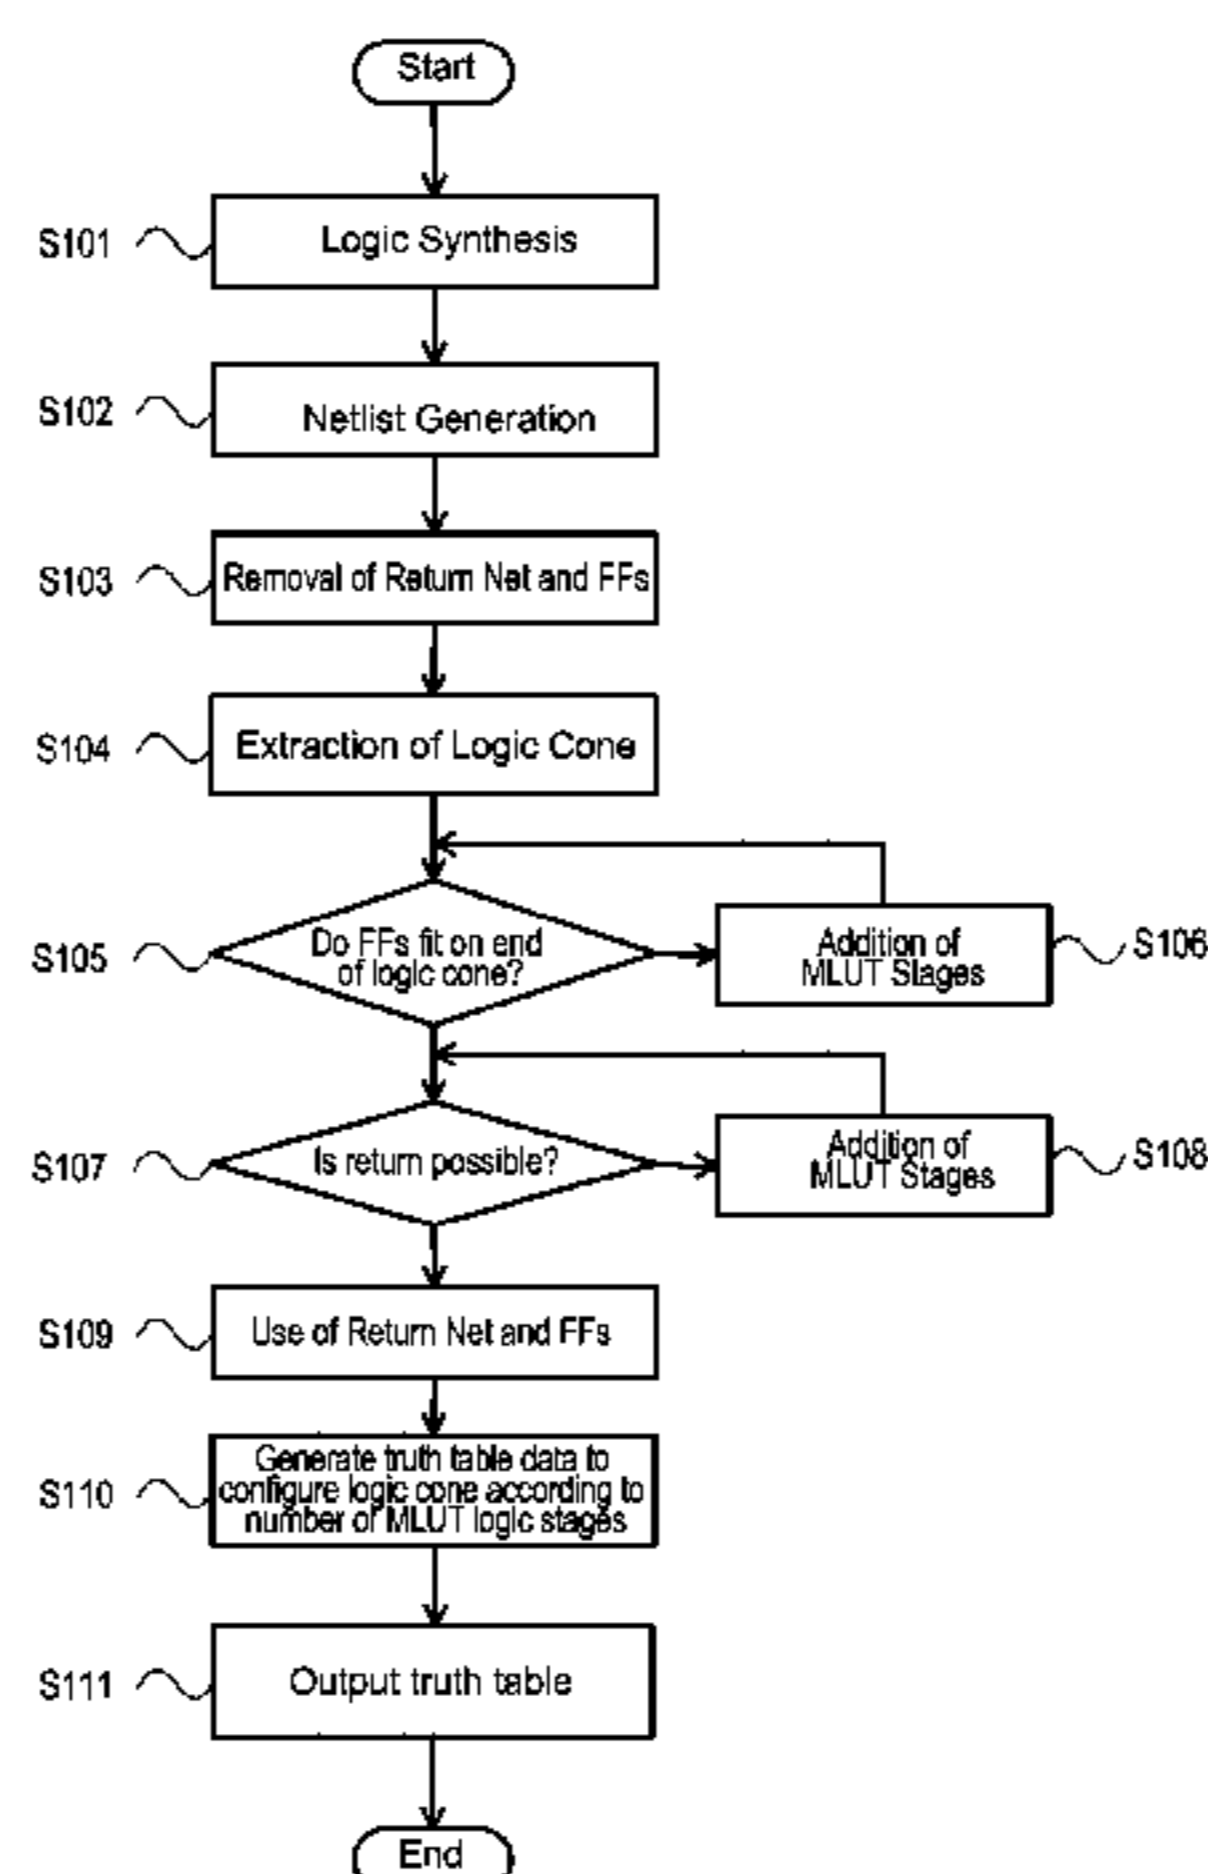 Start
S101
Logic Synthesis
S102
Netlist Generation
S103
Removal of Return Net and FFs
S104
Extraction of Logic Cone
S105
Do FFs fit on end
of logic cone?
Addition of
MLUT Stages
S106
S107
Is return possible?
Addition of
MLUT Stages
S108
S109
Use of Return Net and FFs
S110
Generate truth table data to
configure logic cone according to
number of MLUT logic stages
S111
Output truth table
End